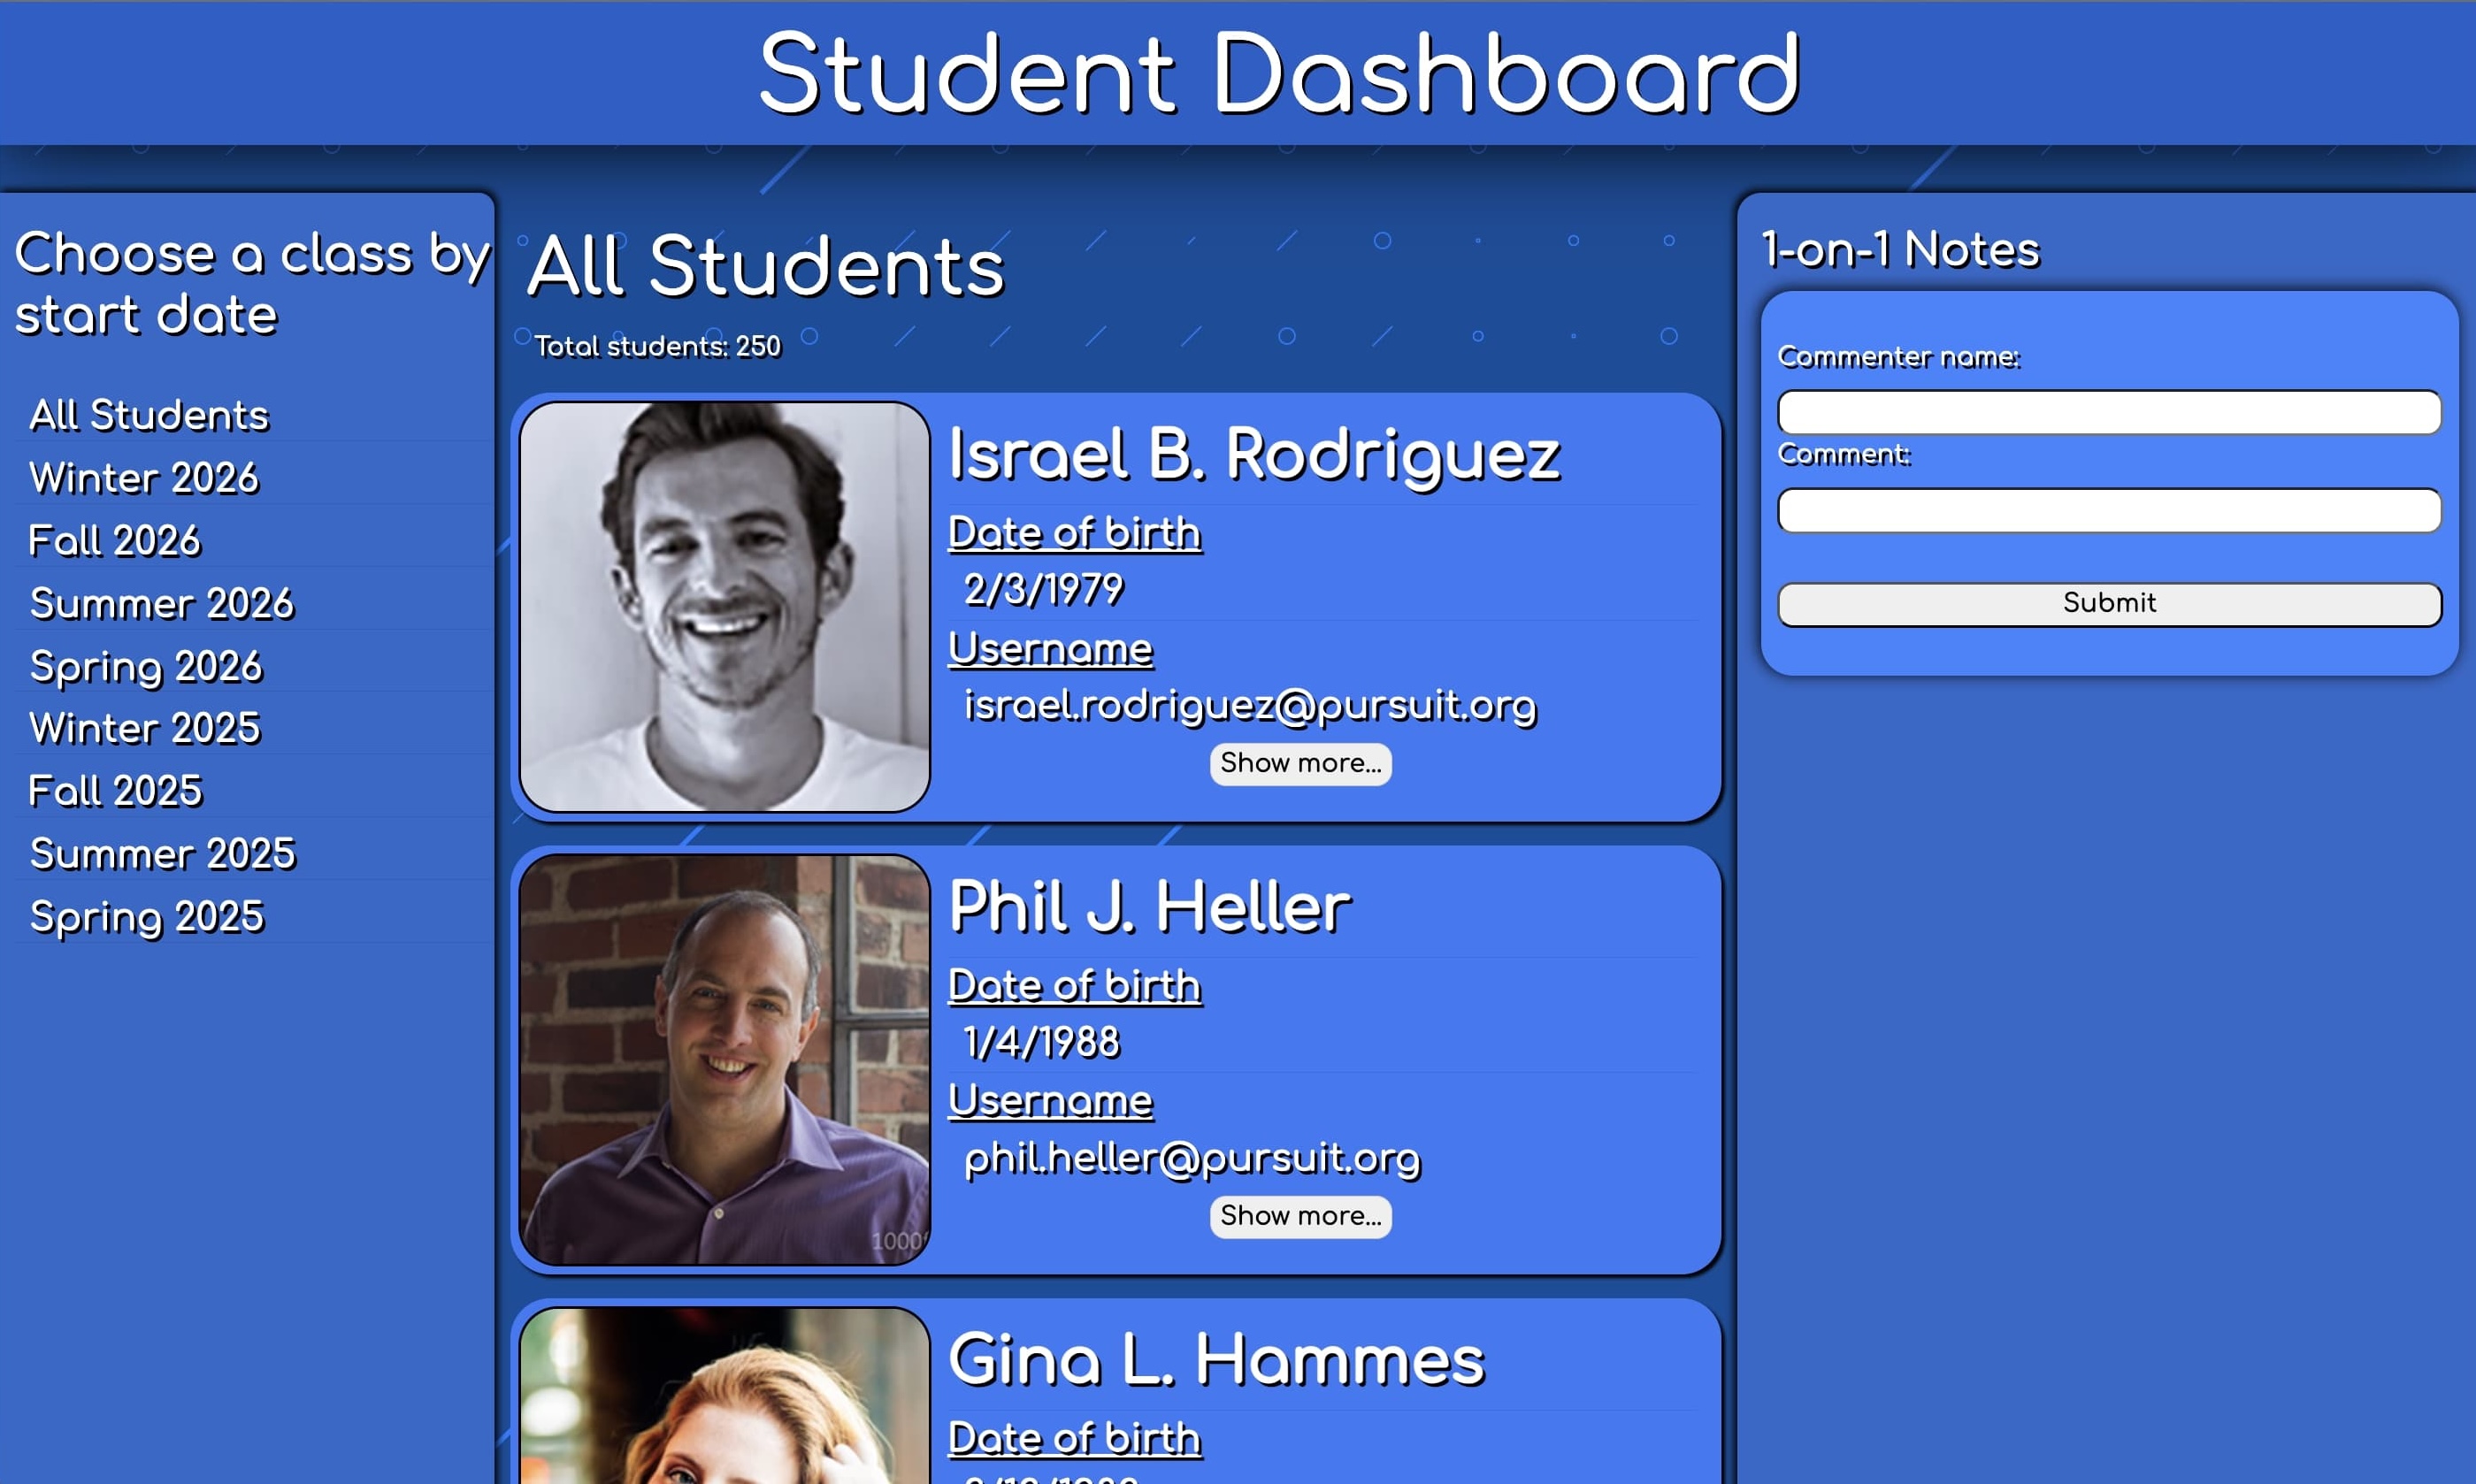 Student Dashboard
Choose a class by
start date
All Students
Winter 2026
Fall 2026
Summer 2026
Spring 2026
Winter 2025
Fall 2025
Summer 2025
Spring 2025
All Students
Total students: 250
Israel B. Rodriguez
Date of birth
2/3/1979
Username
israel.rodriguez@pursuit.org
Show more...
Phil J. Heller
Date of birth
1/4/1988
Username
phil.heller@pursuit.org
Show more...
Gina L. Hammes
Date of birth
1-on-1 Notes
Commenter name:
Comment:
Submit